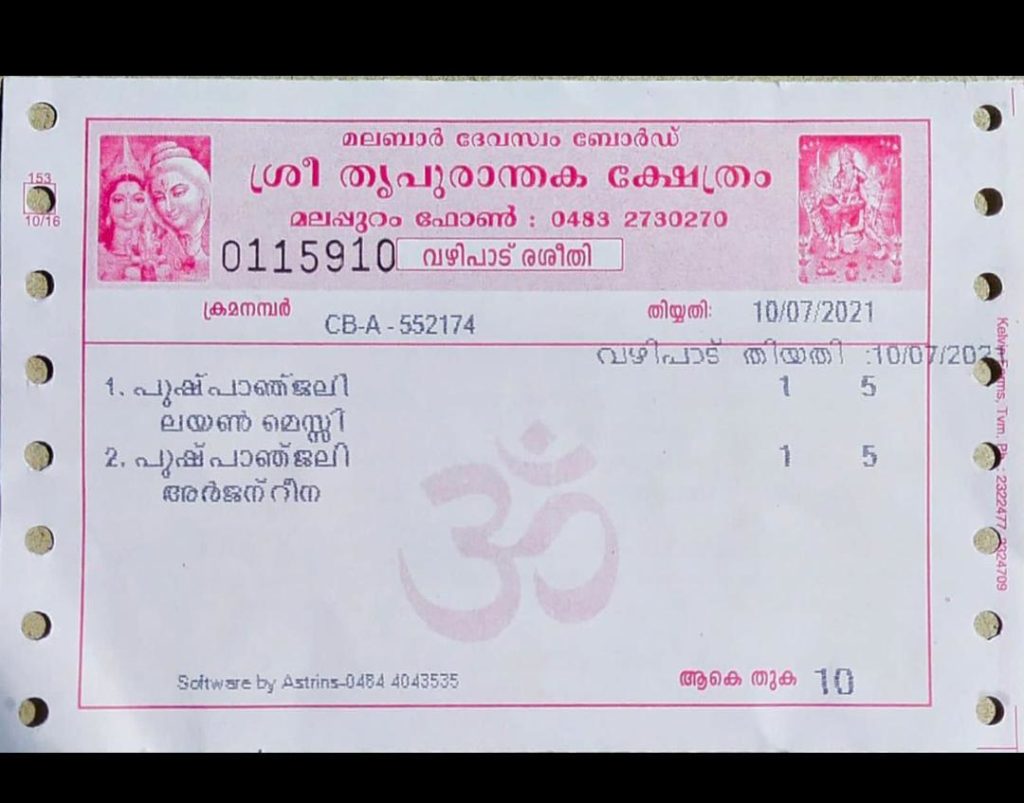 മലബാർ ദേവസ്വം ബോർഡ്
ശ്രീ തൃപുരാന്തക ക്ഷേത്രം
മലപ്പുറം ഫോൺ : 0483 2730270
0115910 വഴിപാട് രശീതി
153
10/16
ക്രമനമ്പർ CB-A - 552174 തിയ്യതി: 10/07/2021
വഴിപാട് തിയതി :10/07/2021
1. പുഷ്പാഞ്ജലി 1 5
ലയൺ മെസ്സി
2. പുഷ്പാഞ്ജലി 1 5
അർജന്റീന
ॐ
Software by Astrins-0484 4043535 ആകെ തുക 10
Tvm. : 2322477,